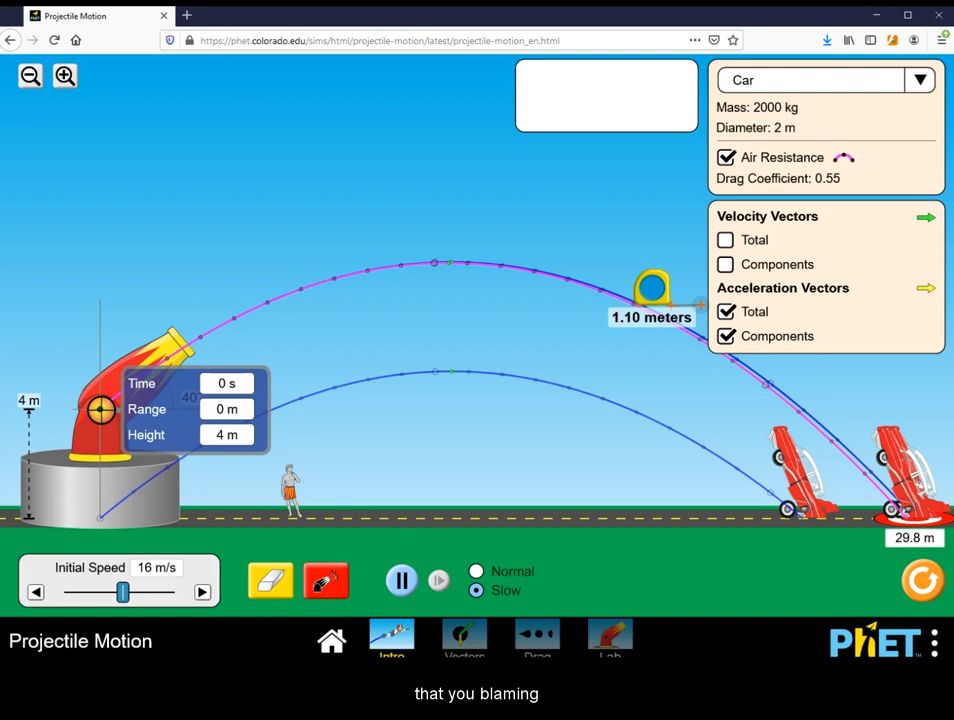 Projectile Motion
https://phet.colorado.edu/sims/html/projectile-motion/latest/projectile-motion_en.html
Car
Mass: 2000 kg
Diameter: 2 m
Air Resistance
Drag Coefficient: 0.55
Velocity Vectors
Total
Components
Acceleration Vectors
Total
Components
1.10 meters
4 m
40
Time 0 s
Range 0 m
Height 4 m
29.8 m
Initial Speed 16 m/s
Normal
Slow
Projectile Motion
Intro
Vectors
Drag
Lab
PhET
that you blaming